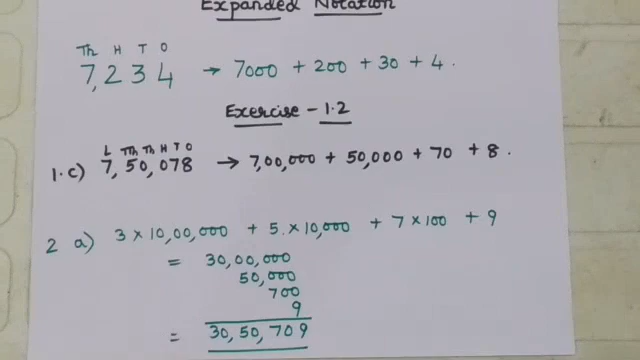 Expanded Notation
Th H T O
7,234 → 7000 + 200 + 30 + 4.
Exercise - 1.2
L TTh Th H T O
1.c) 7,50,078 → 7,00,000 + 50,000 + 70 + 8.
2 a) 3 × 10,00,000 + 5 × 10,000 + 7 × 100 + 9
= 30,00,000
50,000
700
9
= 30,50,709